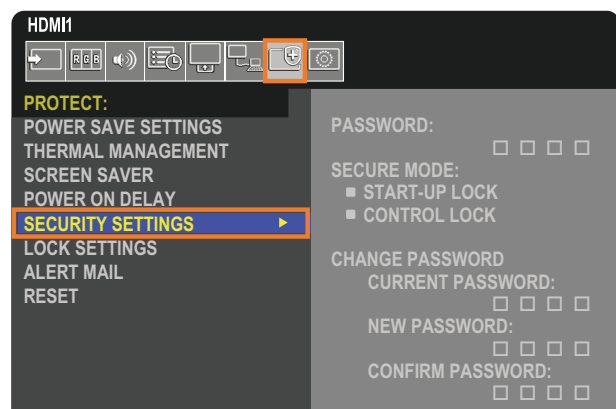 HDMI1
RGB
PROTECT:
POWER SAVE SETTINGS
THERMAL MANAGEMENT
SCREEN SAVER
POWER ON DELAY
SECURITY SETTINGS
LOCK SETTINGS
ALERT MAIL
RESET
PASSWORD:
SECURE MODE:
START-UP LOCK
CONTROL LOCK
CHANGE PASSWORD
CURRENT PASSWORD:
NEW PASSWORD:
CONFIRM PASSWORD: